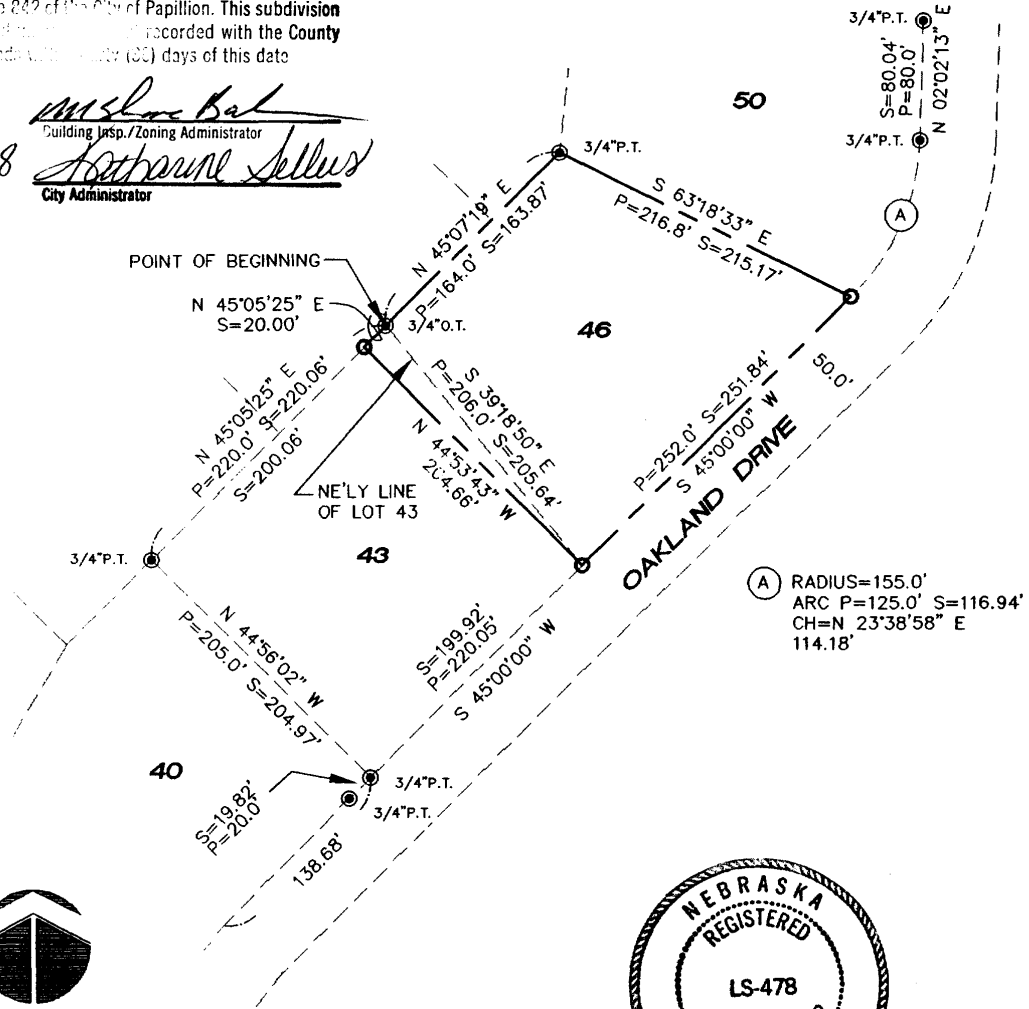 842 of the City of Papillion. This subdivision
recorded with the County
(30) days of this date
Building Insp./Zoning Administrator
8 Katharine Sellus
City Administrator
3/4"P.T.
S=80.04'
P=80.0'
N 02°02'13" E
3/4"P.T.
50
3/4"P.T.
A
S 63°18'33" E
P=216.8' S=215.17'
N 45°07'19" E
P=164.0' S=163.87'
POINT OF BEGINNING
N 45°05'25" E
S=20.00'
3/4"O.T.
46
50.0'
S 39°18'50" E
P=206.0' S=205.64'
P=252.0' S=251.84'
S 45°00'00" W
N 45°05'25" E
P=220.0' S=220.06'
S=200.06'
N 44°53'43" W
204.66'
NE'LY LINE
OF LOT 43
OAKLAND DRIVE
43
3/4"P.T.
A RADIUS=155.0'
ARC P=125.0' S=116.94'
CH=N 23°38'58" E
114.18'
N 44°56'02" W
P=205.0' S=204.97'
S=199.92'
P=220.05'
S 45°00'00" W
40
3/4"P.T.
3/4"P.T.
S=19.82'
P=20.0'
138.68'
NEBRASKA
REGISTERED
LS-478